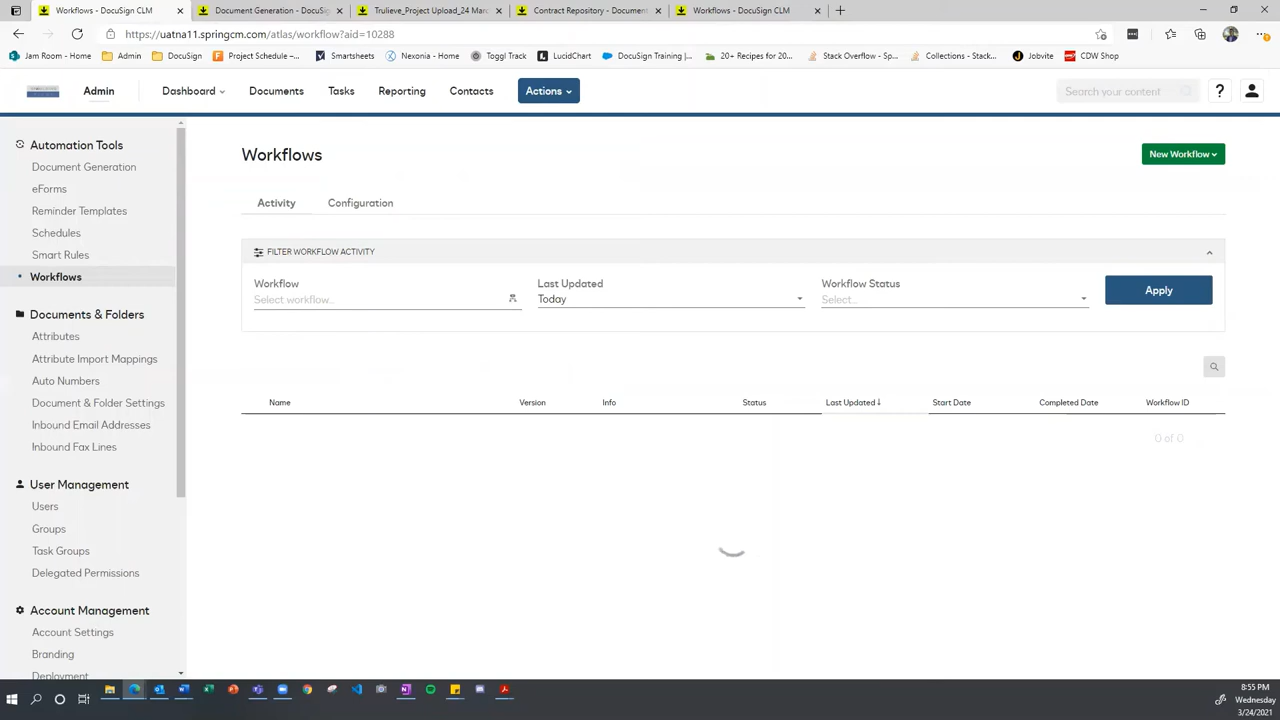 Workflows - DocuSign CLM
Document Generation - DocuSi
Trulieve_Project Upload_24 Marc
Contract Repository - Document
Workflows - DocuSign CLM
https://uatna11.springcm.com/atlas/workflow?aid=10288
Jam Room - Home
Admin
DocuSign
Project Schedule –...
Smartsheets
Nexonia - Home
Toggl Track
LucidChart
DocuSign Training |...
20+ Recipes for 20...
Stack Overflow - Sp...
Collections - Stack...
Jobvite
CDW Shop
Admin
Dashboard
Documents
Tasks
Reporting
Contacts
Actions
Search your content
?
Automation Tools
Document Generation
eForms
Reminder Templates
Schedules
Smart Rules
Workflows
Documents & Folders
Attributes
Attribute Import Mappings
Auto Numbers
Document & Folder Settings
Inbound Email Addresses
Inbound Fax Lines
User Management
Users
Groups
Task Groups
Delegated Permissions
Account Management
Account Settings
Branding
Deployment
Workflows
New Workflow
Activity
Configuration
FILTER WORKFLOW ACTIVITY
Workflow
Select workflow...
Last Updated
Today
Workflow Status
Select...
Apply
Name
Version
Info
Status
Last Updated ↓
Start Date
Completed Date
Workflow ID
0 of 0
8:55 PM
Wednesday
3/24/2021